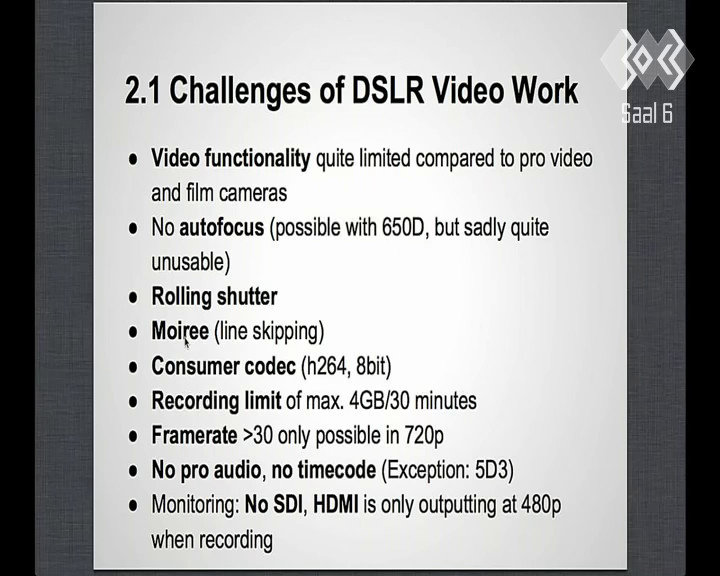 2.1 Challenges of DSLR Video Work
Saal 6
● Video functionality quite limited compared to pro video
and film cameras
● No autofocus (possible with 650D, but sadly quite
unusable)
● Rolling shutter
● Moiree (line skipping)
● Consumer codec (h264, 8bit)
● Recording limit of max. 4GB/30 minutes
● Framerate >30 only possible in 720p
● No pro audio, no timecode (Exception: 5D3)
● Monitoring: No SDI, HDMI is only outputting at 480p
when recording